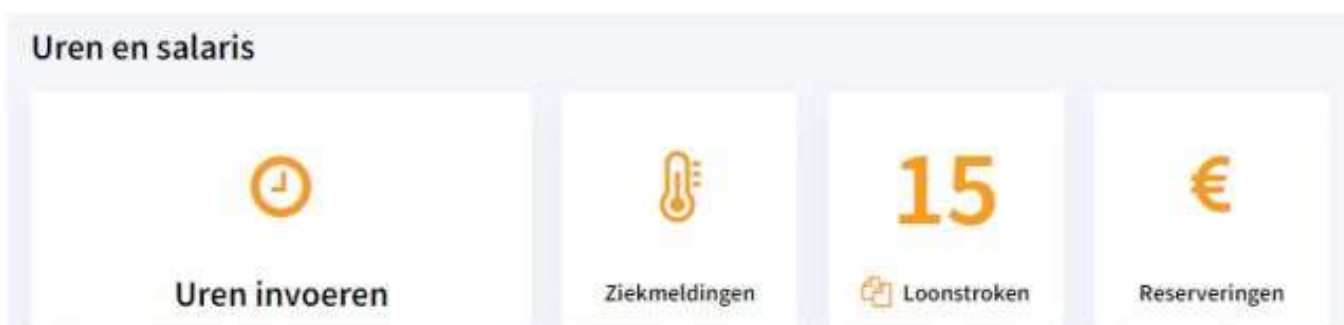 Uren en salaris
15
€
Uren invoeren
Ziekmeldingen
Loonstroken
Reserveringen